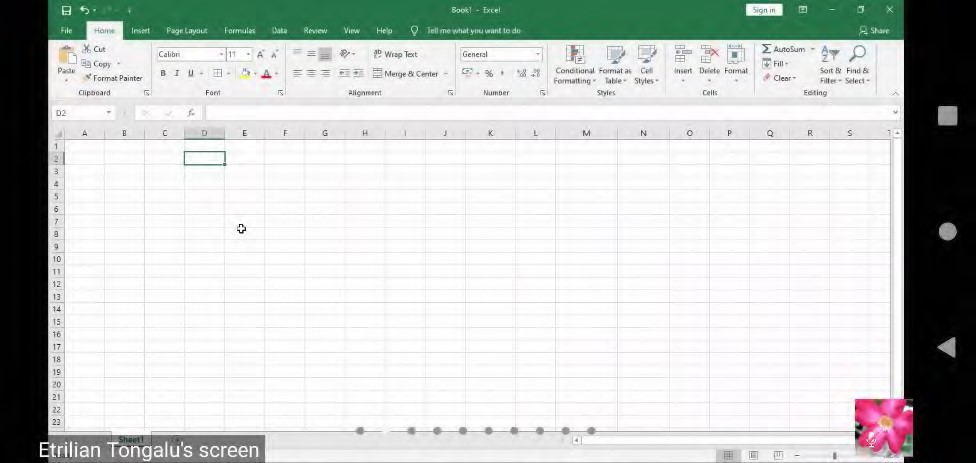 Book1 - Excel
Sign in
File Home Insert Page Layout Formulas Data Review View Help Tell me what you want to do Share
Paste
Cut
Copy
Format Painter
Clipboard
Calibri 11 A A
B I U A
Font
Wrap Text
Merge & Center
Alignment
General
%
Number
Conditional Formatting
Format as Table
Cell Styles
Styles
Insert Delete Format
Cells
AutoSum
Fill
Clear
Sort & Filter
Find & Select
Editing
D2 fx
A B C D E F G H I J K L M N O P Q R S T
1
2
3
4
5
6
7
8
9
10
11
12
13
14
15
16
17
18
19
20
21
22
23
Sheet1
Etrilian Tongalu's screen